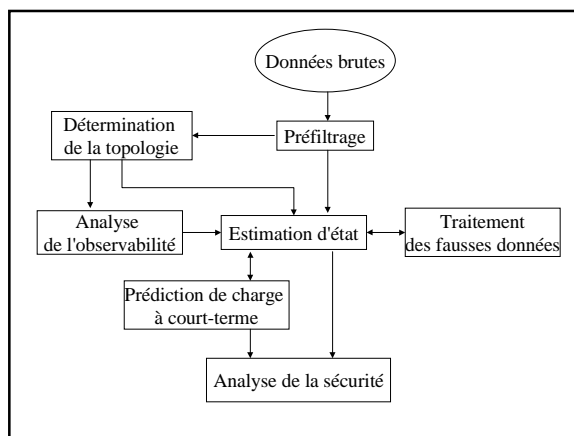 Données brutes
Détermination
de la topologie
Préfiltrage
Analyse
de l'observabilité
Estimation d'état
Traitement
des fausses données
Prédiction de charge
à court-terme
Analyse de la sécurité